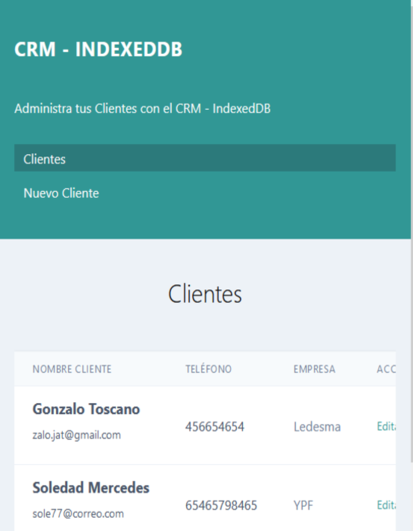 CRM - INDEXEDDB
Administra tus Clientes con el CRM - IndexedDB
Clientes
Nuevo Cliente
Clientes
NOMBRE CLIENTE TELÉFONO EMPRESA ACC
Gonzalo Toscano
zalo.jat@gmail.com 456654654 Ledesma Edit
Soledad Mercedes
sole77@correo.com 65465798465 YPF Edit